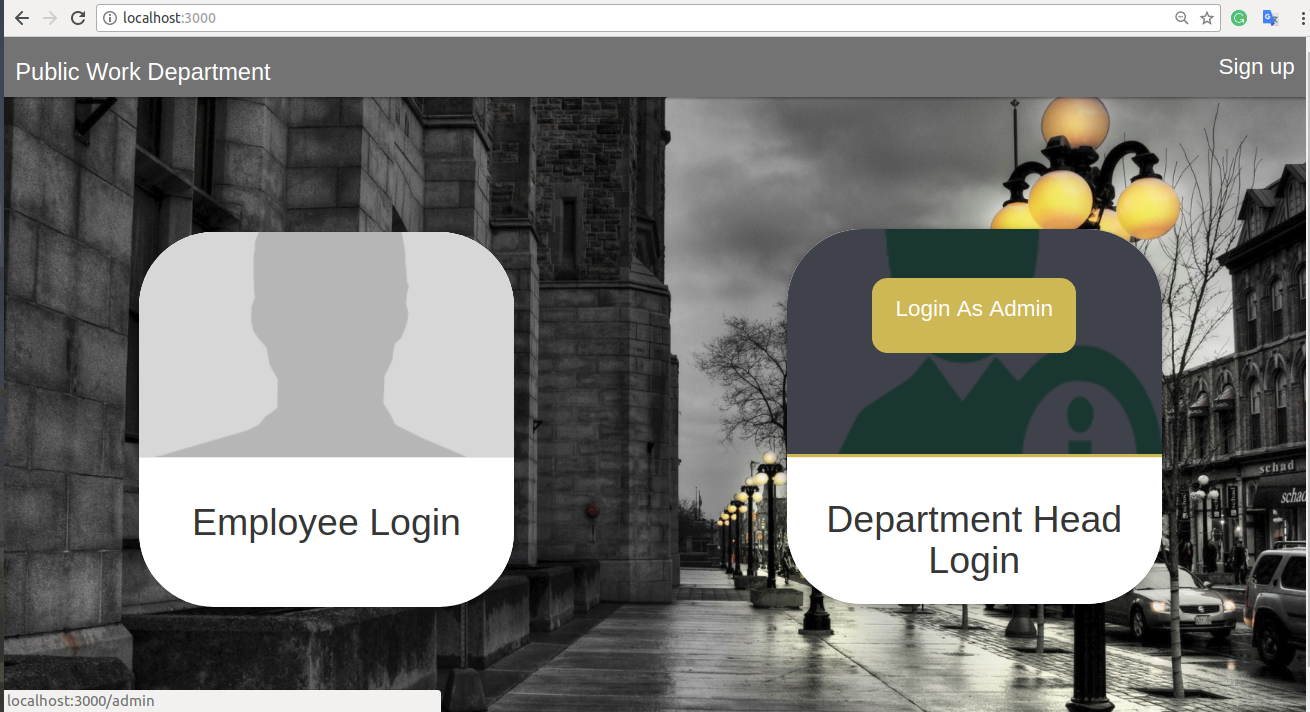 localhost:3000
Public Work Department
Sign up
Login As Admin
Employee Login
Department Head
Login
schad
localhost:3000/admin